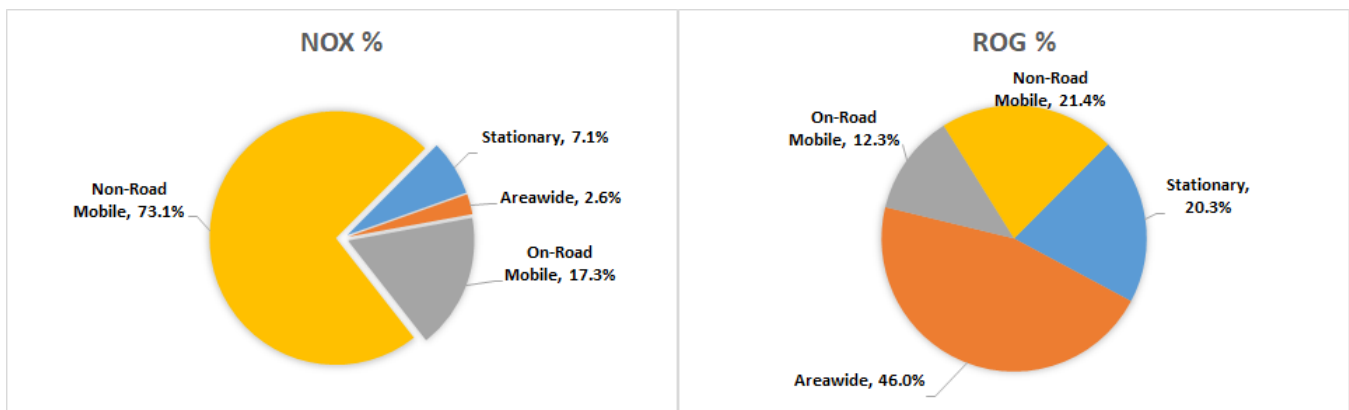 NOX %
Stationary, 7.1%
Areawide, 2.6%
Non-Road
Mobile, 73.1%
On-Road
Mobile, 17.3%
ROG %
Non-Road
Mobile, 21.4%
On-Road
Mobile, 12.3%
Stationary,
20.3%
Areawide, 46.0%